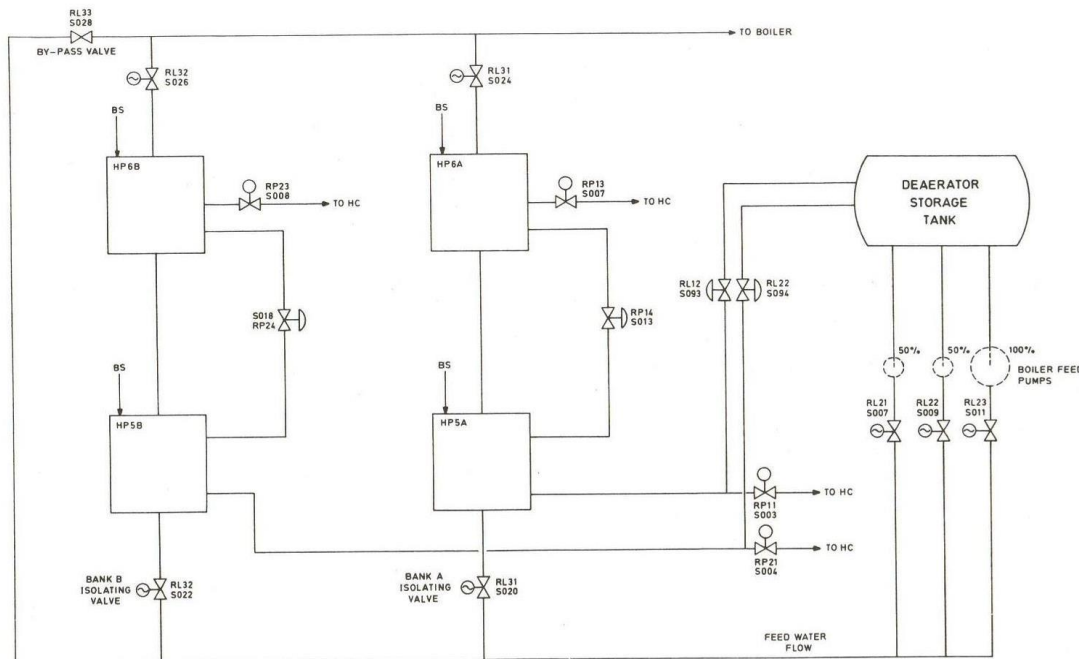 RL33
S028
BY-PASS VALVE
TO BOILER
RL32
S026
RL31
S024
BS
BS
HP6B
HP6A
RP23
S008
TO HC
RP13
S007
TO HC
DEAERATOR
STORAGE
TANK
RL12
S093
RL22
S094
S018
RP24
RP14
S013
50%
50%
100%
BOILER FEED
PUMPS
BS
BS
HP5B
HP5A
RL21
S007
RL22
S009
RL23
S011
RP11
S003
TO HC
RP21
S004
TO HC
BANK B
ISOLATING
VALVE
RL32
S022
BANK A
ISOLATING
VALVE
RL31
S020
FEED WATER
FLOW